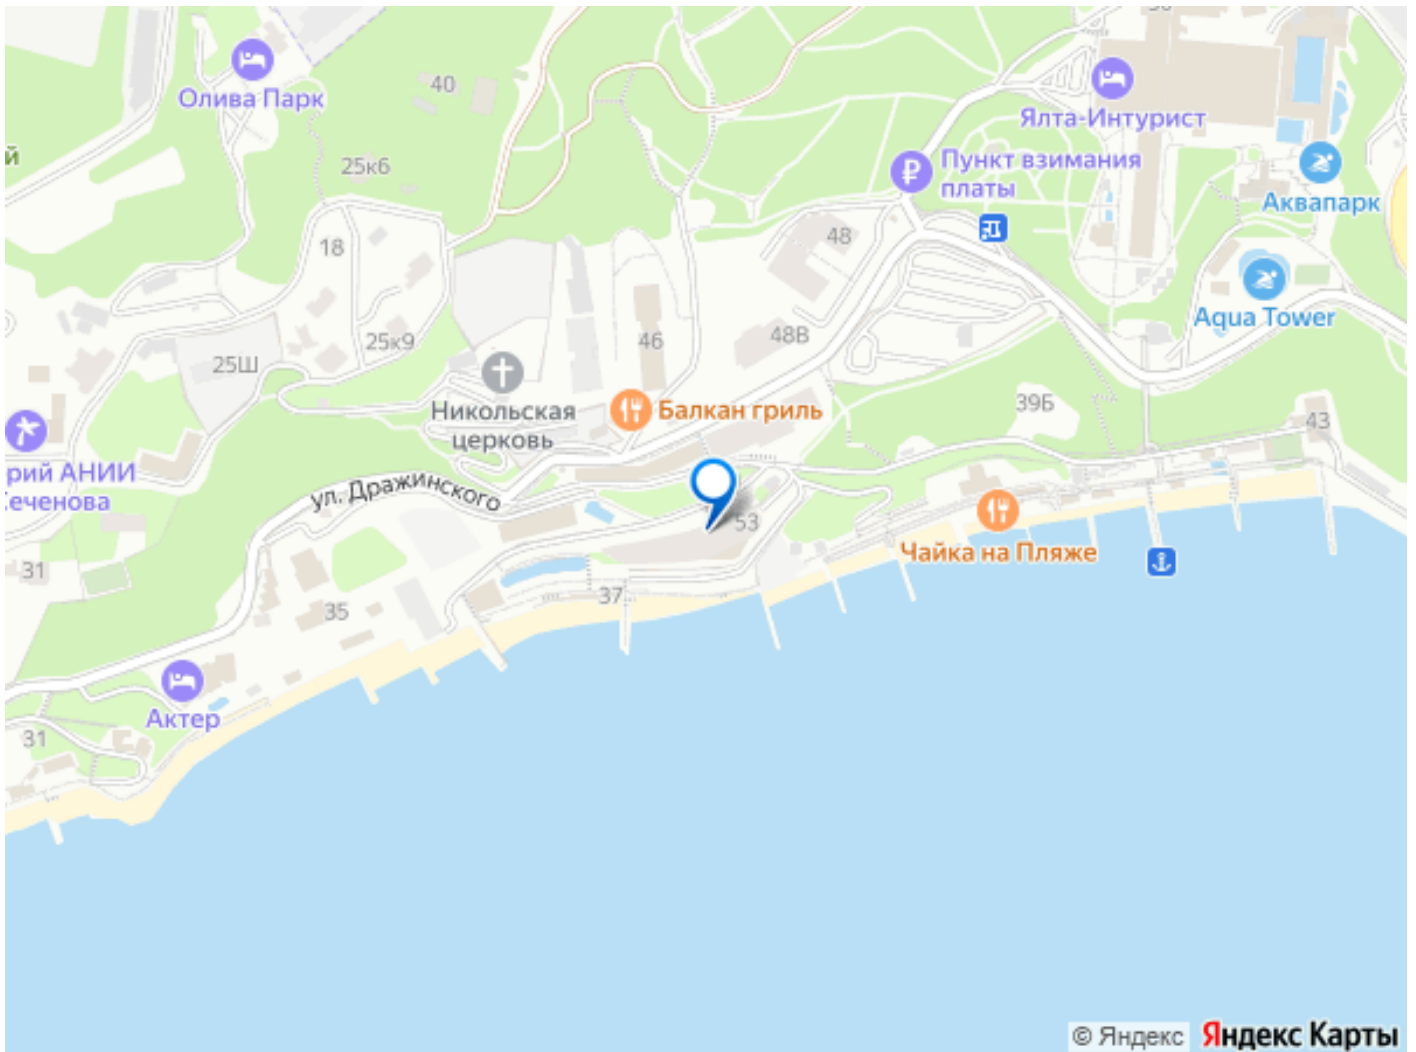 30
Олива Парк
40
Ялта-Интурист
й
25к6
Пункт взимания
платы
Аквапарк
18
48
Aqua Tower
25к9
46
48В
25Ш
Никольская
церковь
Балкан гриль
39Б
43
рий АНИИ
Сеченова
ул. Дражинского
53
Чайка на Пляже
31
35
37
Актер
31
© Яндекс Яндекс Карты